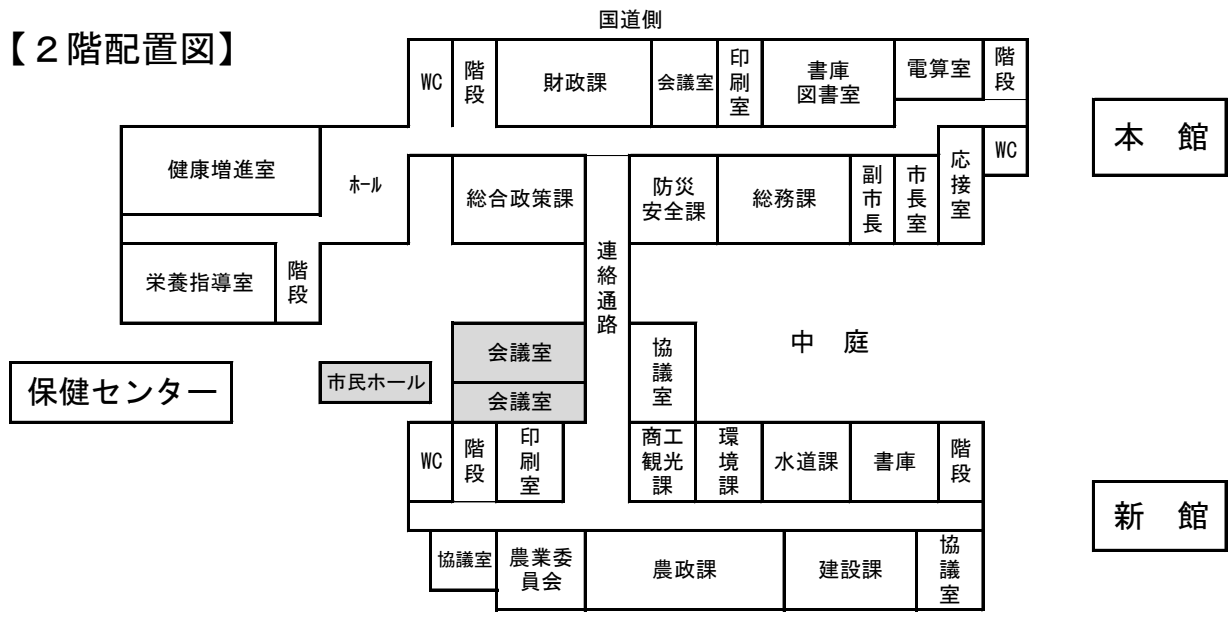 国道側
【２階配置図】
WC
階段
財政課
会議室
印刷室
書庫
図書室
電算室
階段
本　館
健康増進室
ﾎｰﾙ
総合政策課
防災
安全課
総務課
副市長
市長室
応接室
WC
栄養指導室
階段
連絡通路
会議室
協議室
中　庭
保健センター
市民ホール
会議室
WC
階段
印刷室
商工
観光
課
環境課
水道課
書庫
階段
新　館
協議室
農業委
員会
農政課
建設課
協議室